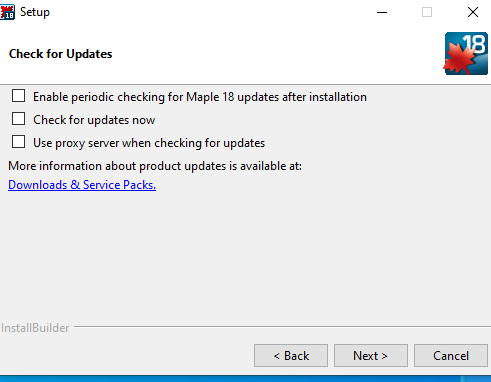 Setup
Check for Updates
18
Enable periodic checking for Maple 18 updates after installation
Check for updates now
Use proxy server when checking for updates
More information about product updates is available at:
Downloads & Service Packs.
InstallBuilder
< Back Next > Cancel